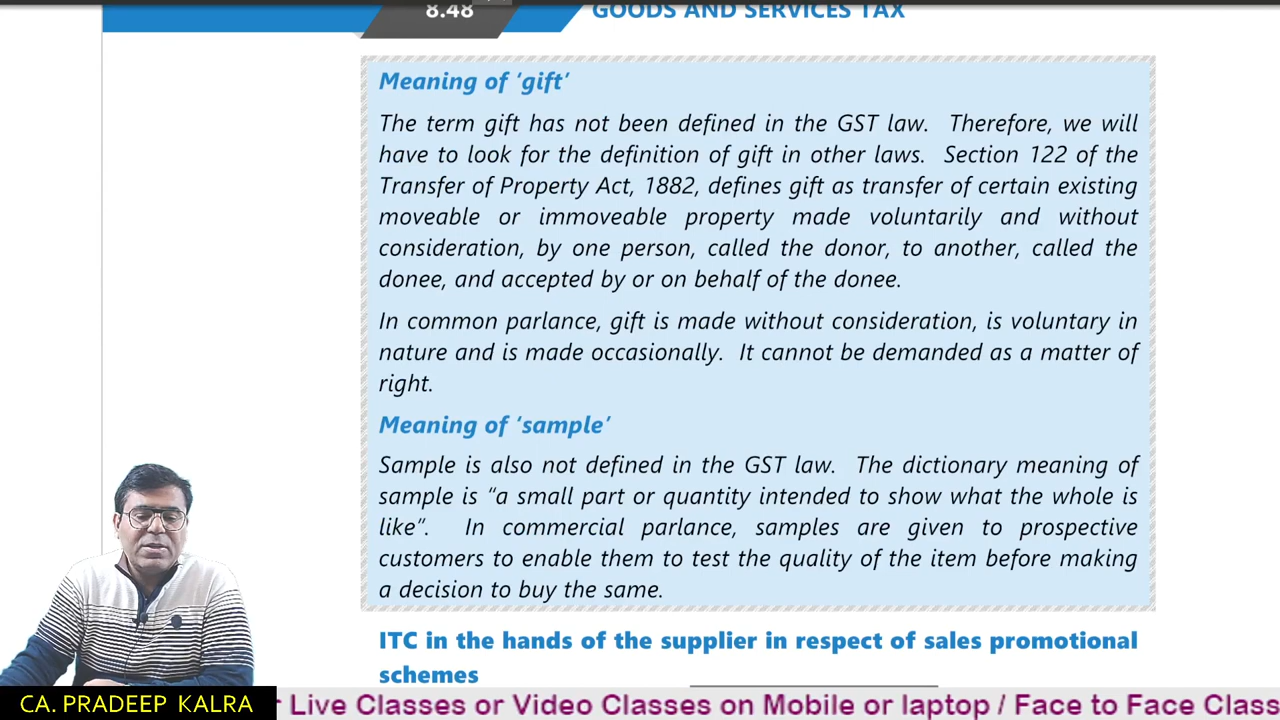 8.48 GOODS AND SERVICES TAX
Meaning of ‘gift’
The term gift has not been defined in the GST law. Therefore, we will
have to look for the definition of gift in other laws. Section 122 of the
Transfer of Property Act, 1882, defines gift as transfer of certain existing
moveable or immoveable property made voluntarily and without
consideration, by one person, called the donor, to another, called the
donee, and accepted by or on behalf of the donee.
In common parlance, gift is made without consideration, is voluntary in
nature and is made occasionally. It cannot be demanded as a matter of
right.
Meaning of ‘sample’
Sample is also not defined in the GST law. The dictionary meaning of
sample is “a small part or quantity intended to show what the whole is
like”. In commercial parlance, samples are given to prospective
customers to enable them to test the quality of the item before making
a decision to buy the same.
ITC in the hands of the supplier in respect of sales promotional
schemes
CA. PRADEEP KALRA
r Live Classes or Video Classes on Mobile or laptop / Face to Face Class